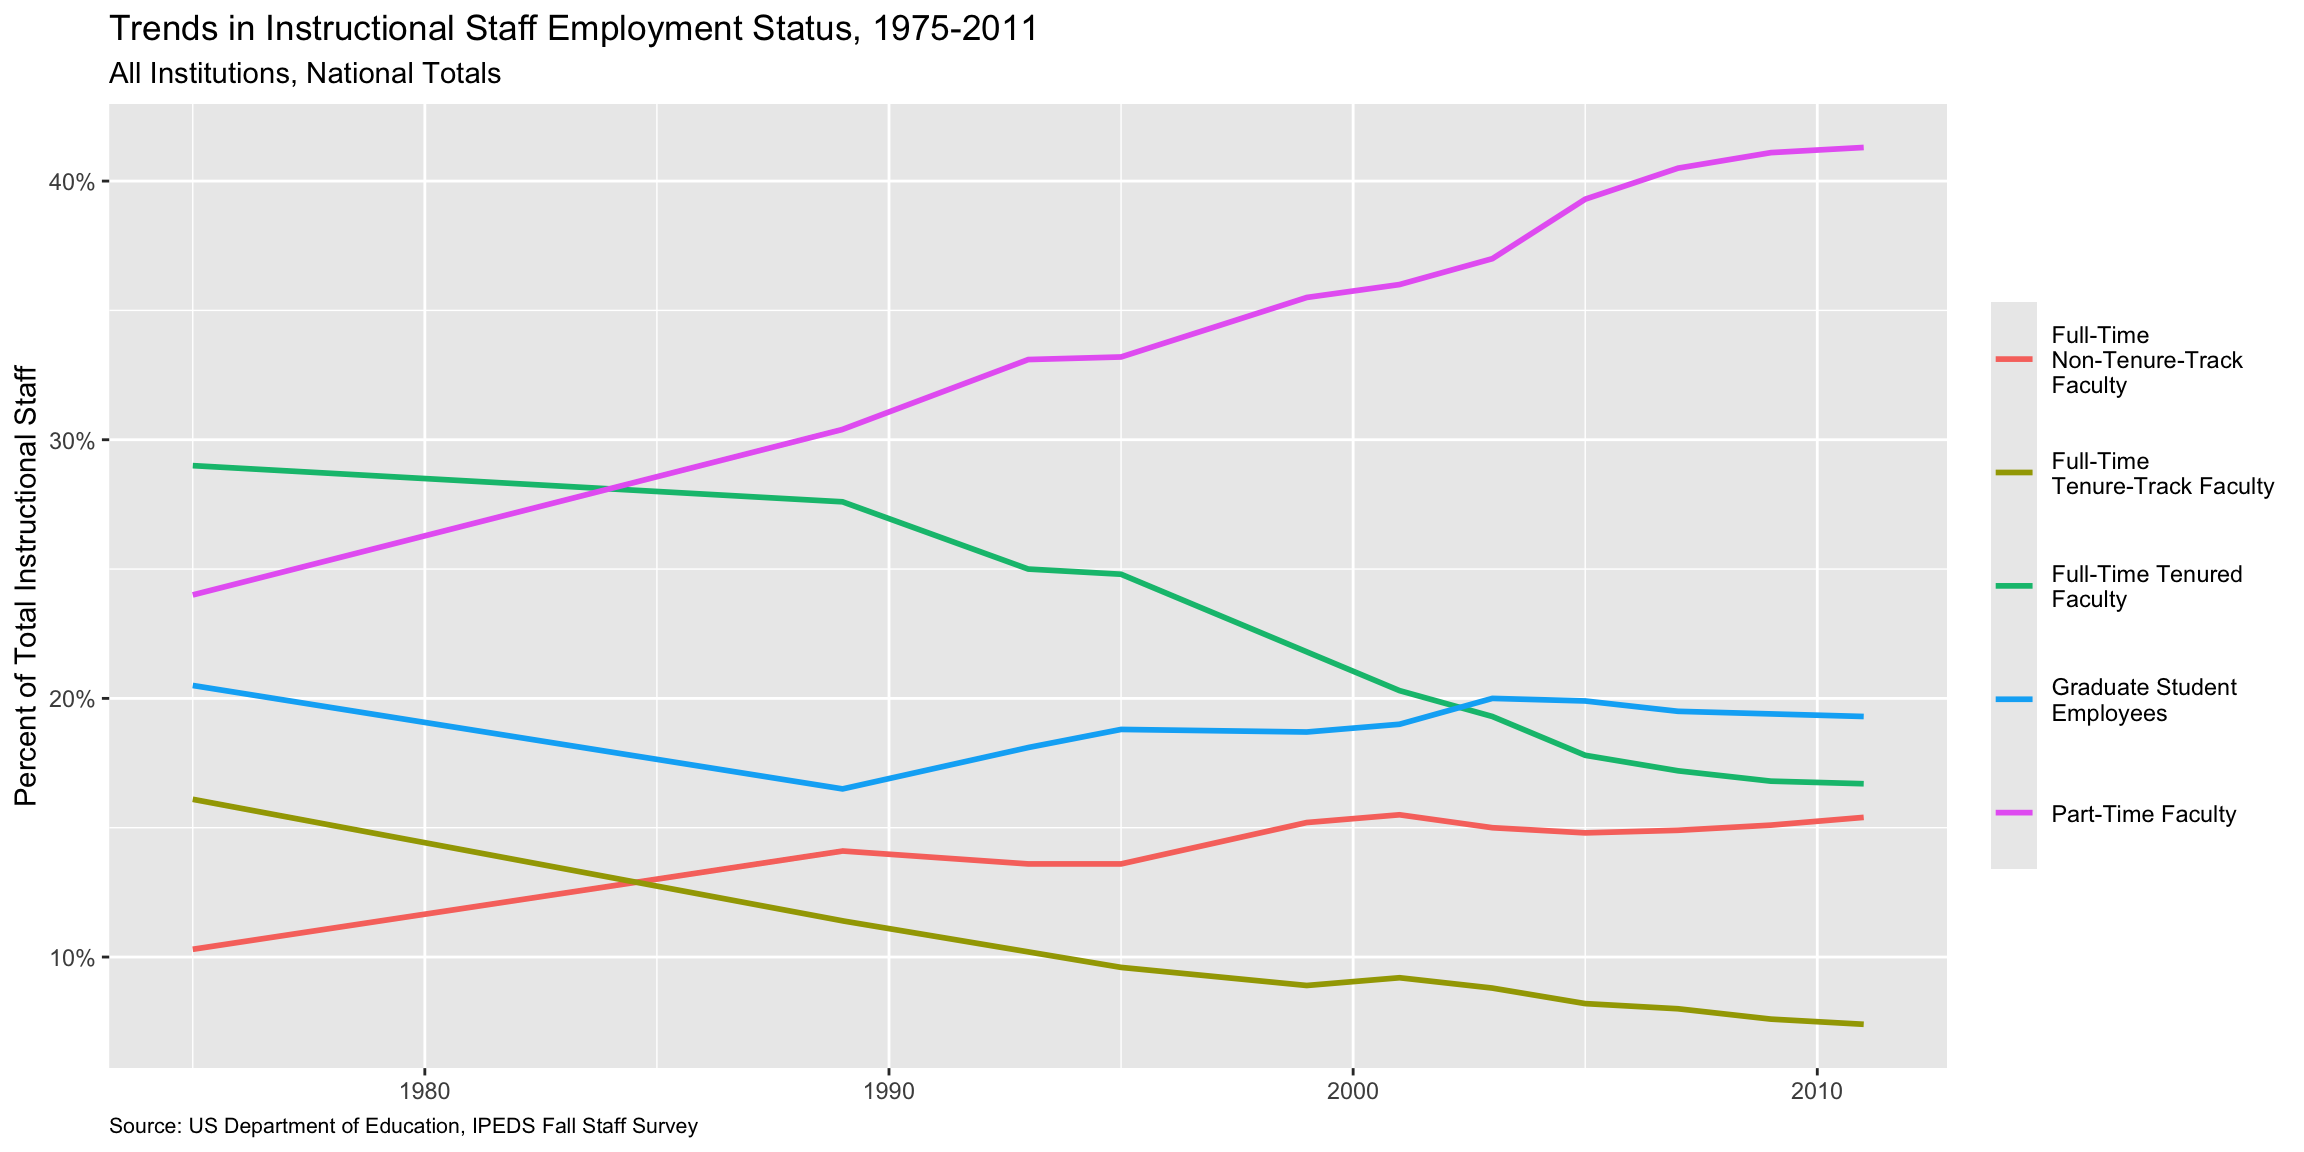 Trends in Instructional Staff Employment Status, 1975-2011
All Institutions, National Totals
Percent of Total Instructional Staff
40%
30%
20%
10%
1980
1990
2000
2010
Full-Time
Non-Tenure-Track
Faculty
Full-Time
Tenure-Track Faculty
Full-Time Tenured
Faculty
Graduate Student
Employees
Part-Time Faculty
Source: US Department of Education, IPEDS Fall Staff Survey